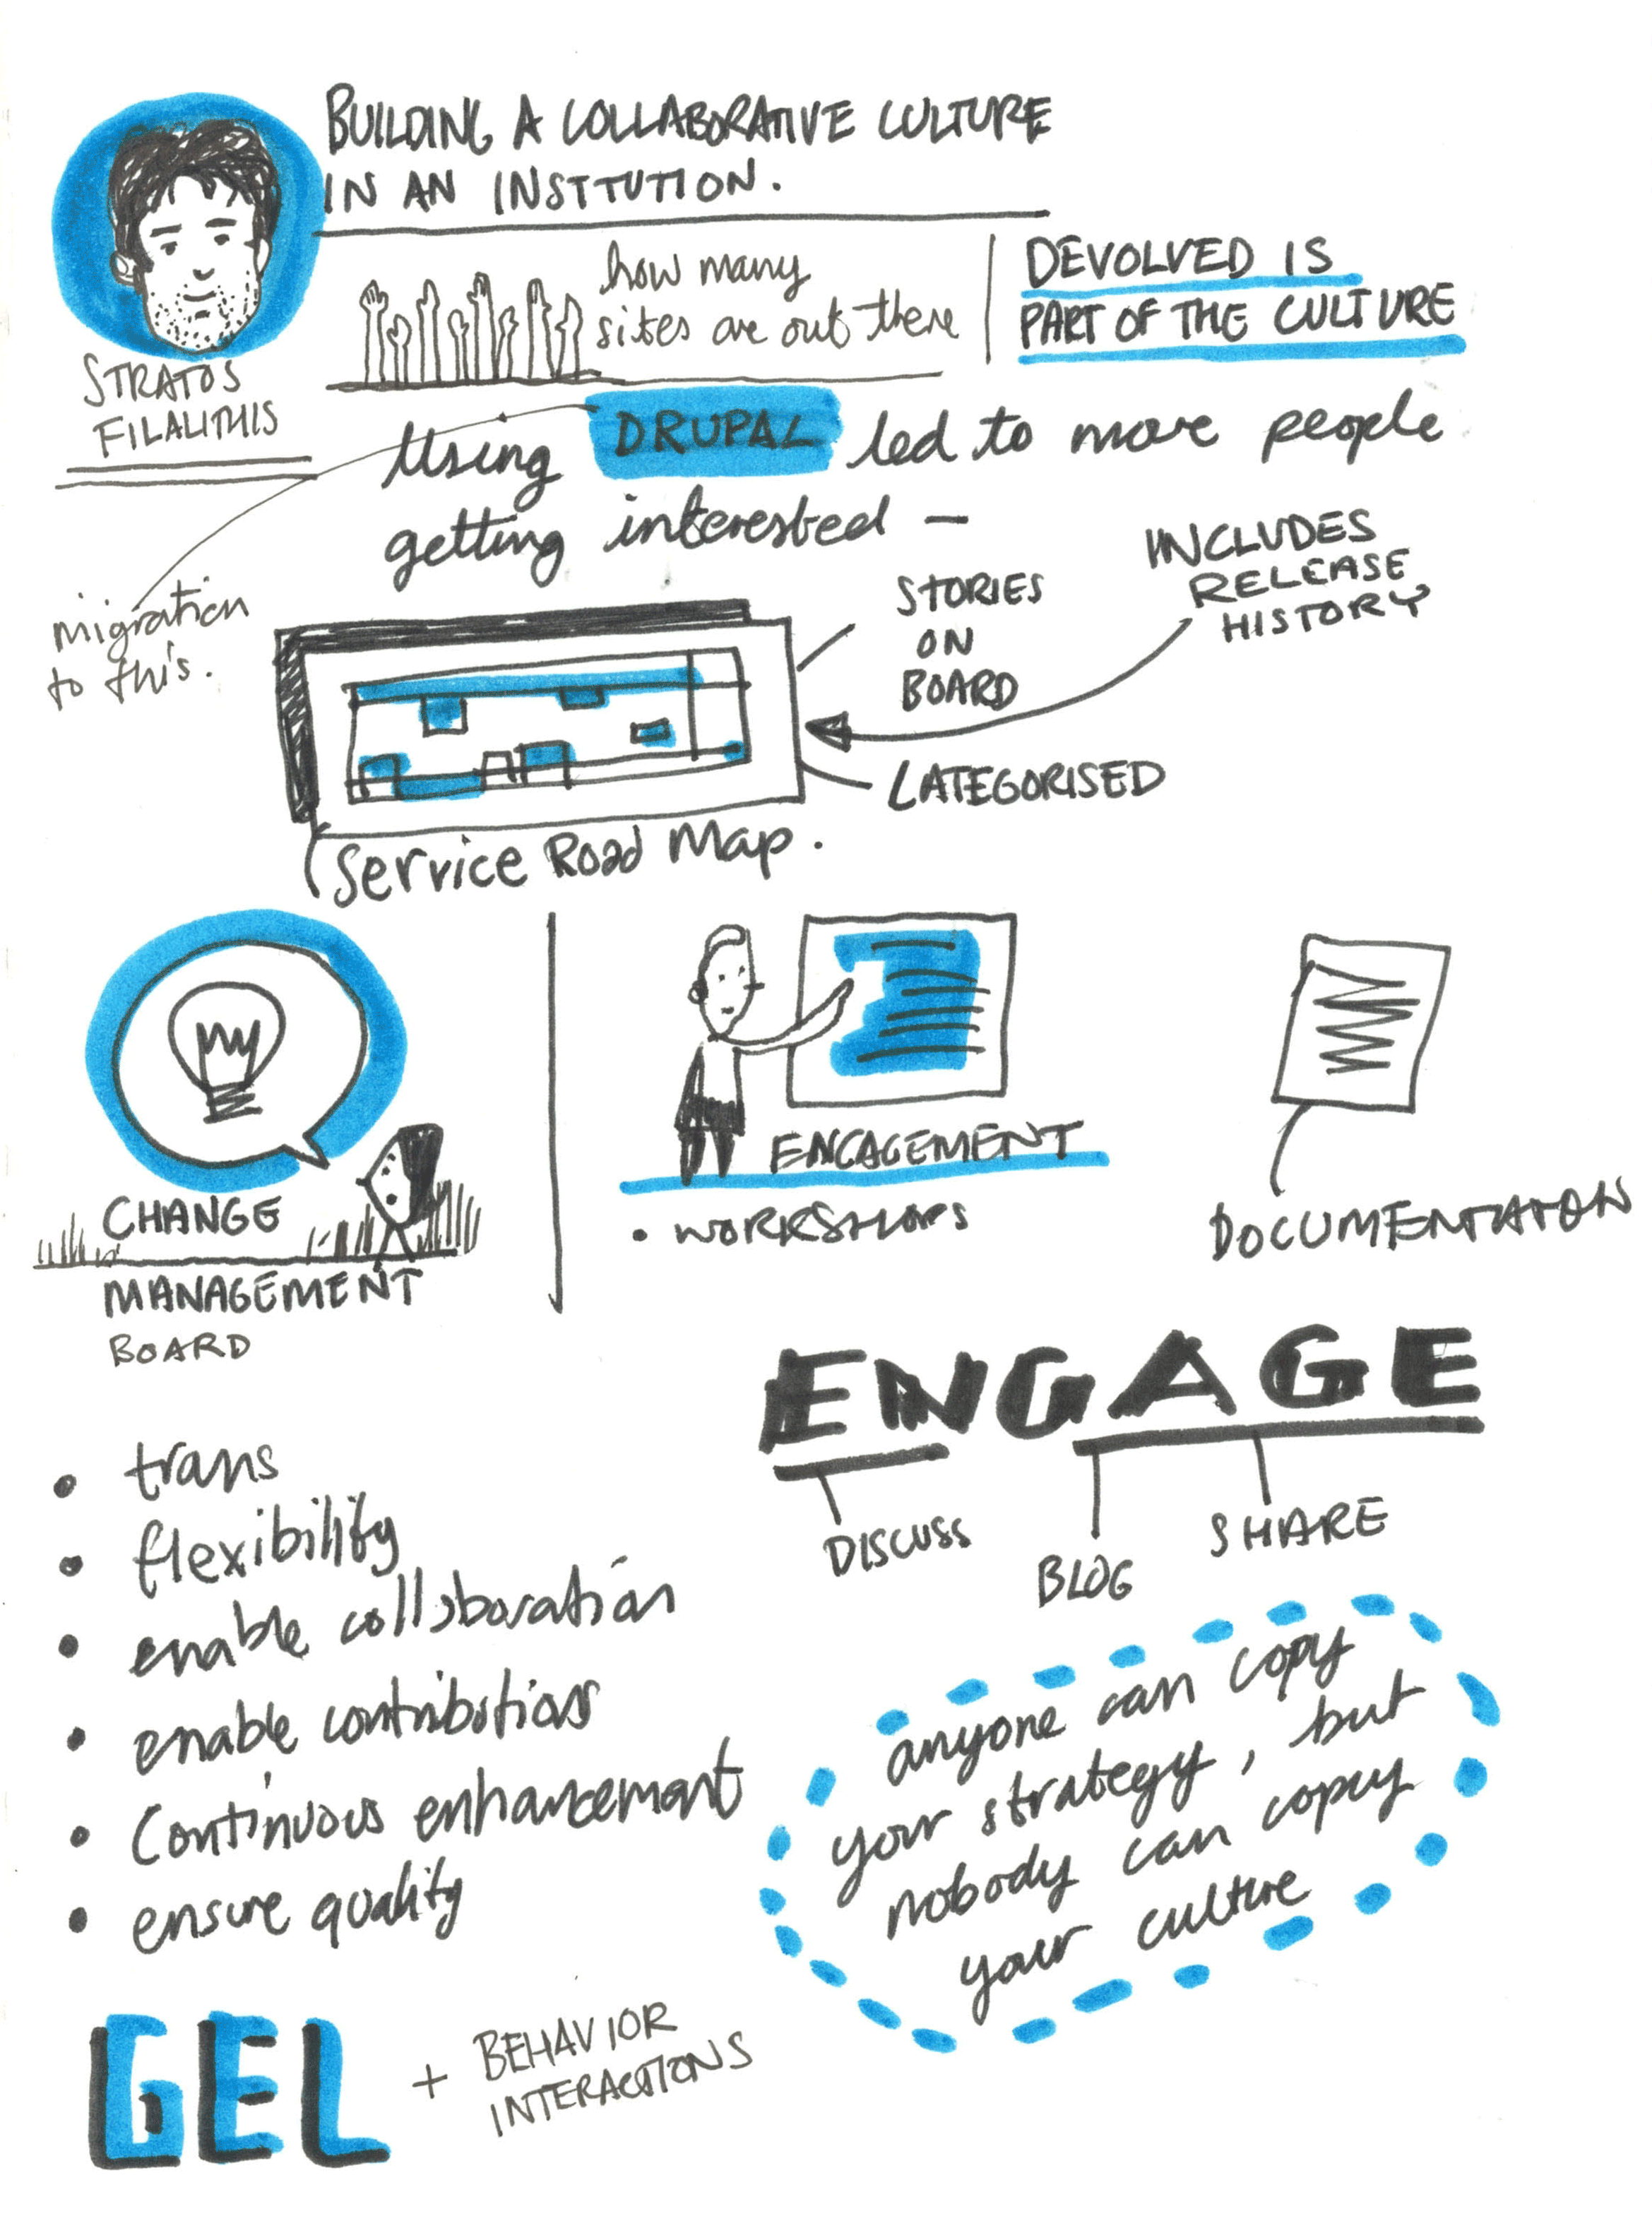 BUILDING A COLLABORATIVE CULTURE
IN AN INSTTUTION.
STRATOS
FILALITHIS
how many
sites are out there
DEVOLVED IS
PART OF THE CULTURE
Using DRUPAL led to more people
getting interested –
migration
to this.
STORIES
ON
BOARD
INCLUDES
RELEASE
HISTORY
CATEGORISED
Service Road Map.
CHANGE
MANAGEMENT
BOARD
ENGAGEMENT
• WORKSHOPS
DOCUMENTATION
ENGAGE
DISCUSS
BLOG
SHARE
• trans
• flexibility
• enable collaboration
• enable contributions
• Continuous enhancement
• ensure quality
anyone can copy
your strategy, but
nobody can copy
your culture
GEL
+ BEHAVIOR
INTERACTIONS